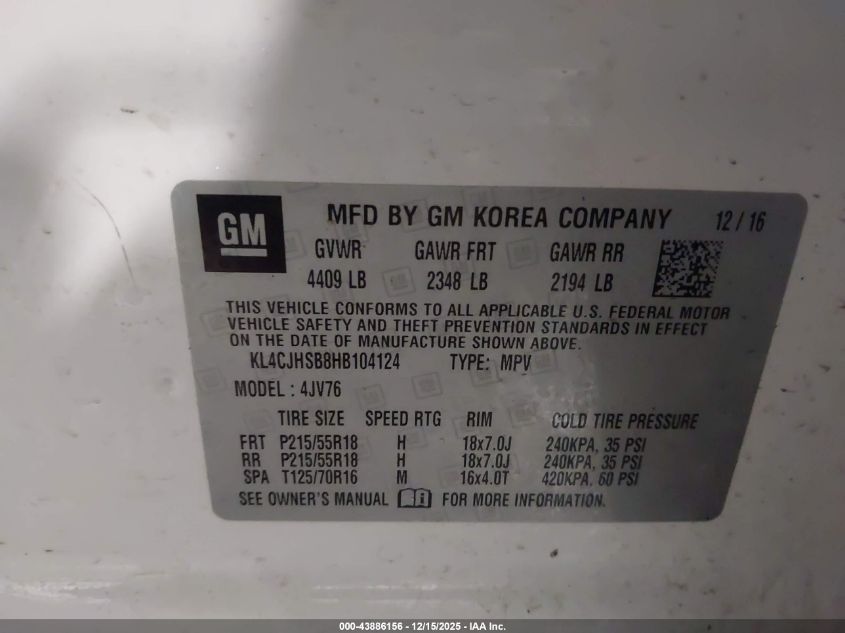 GM
MFD BY GM KOREA COMPANY 12 / 16
GVWR GAWR FRT GAWR RR
4409 LB 2348 LB 2194 LB
THIS VEHICLE CONFORMS TO ALL APPLICABLE U.S. FEDERAL MOTOR
VEHICLE SAFETY AND THEFT PREVENTION STANDARDS IN EFFECT
ON THE DATE OF MANUFACTURE SHOWN ABOVE.
KL4CJHSB8HB104124 TYPE: MPV
MODEL : 4JV76
TIRE SIZE SPEED RTG RIM COLD TIRE PRESSURE
FRT P215/55R18 H 18x7.0J 240KPA, 35 PSI
RR P215/55R18 H 18x7.0J 240KPA, 35 PSI
SPA T125/70R16 M 16x4.0T 420KPA, 60 PSI
SEE OWNER'S MANUAL FOR MORE INFORMATION.
000-43886156 - 12/15/2025 - IAA Inc.